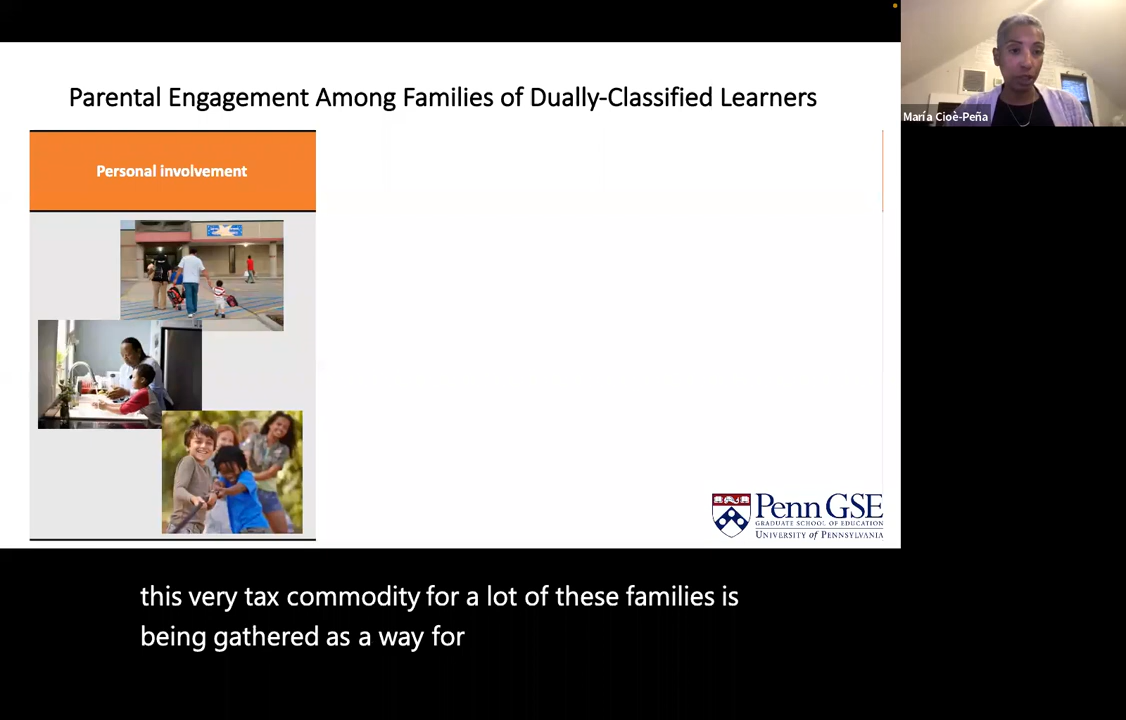 Parental Engagement Among Families of Dually-Classified Learners
María Cioè-Peña
Personal involvement
Penn GSE
GRADUATE SCHOOL OF EDUCATION
UNIVERSITY of PENNSYLVANIA
this very tax commodity for a lot of these families is
being gathered as a way for